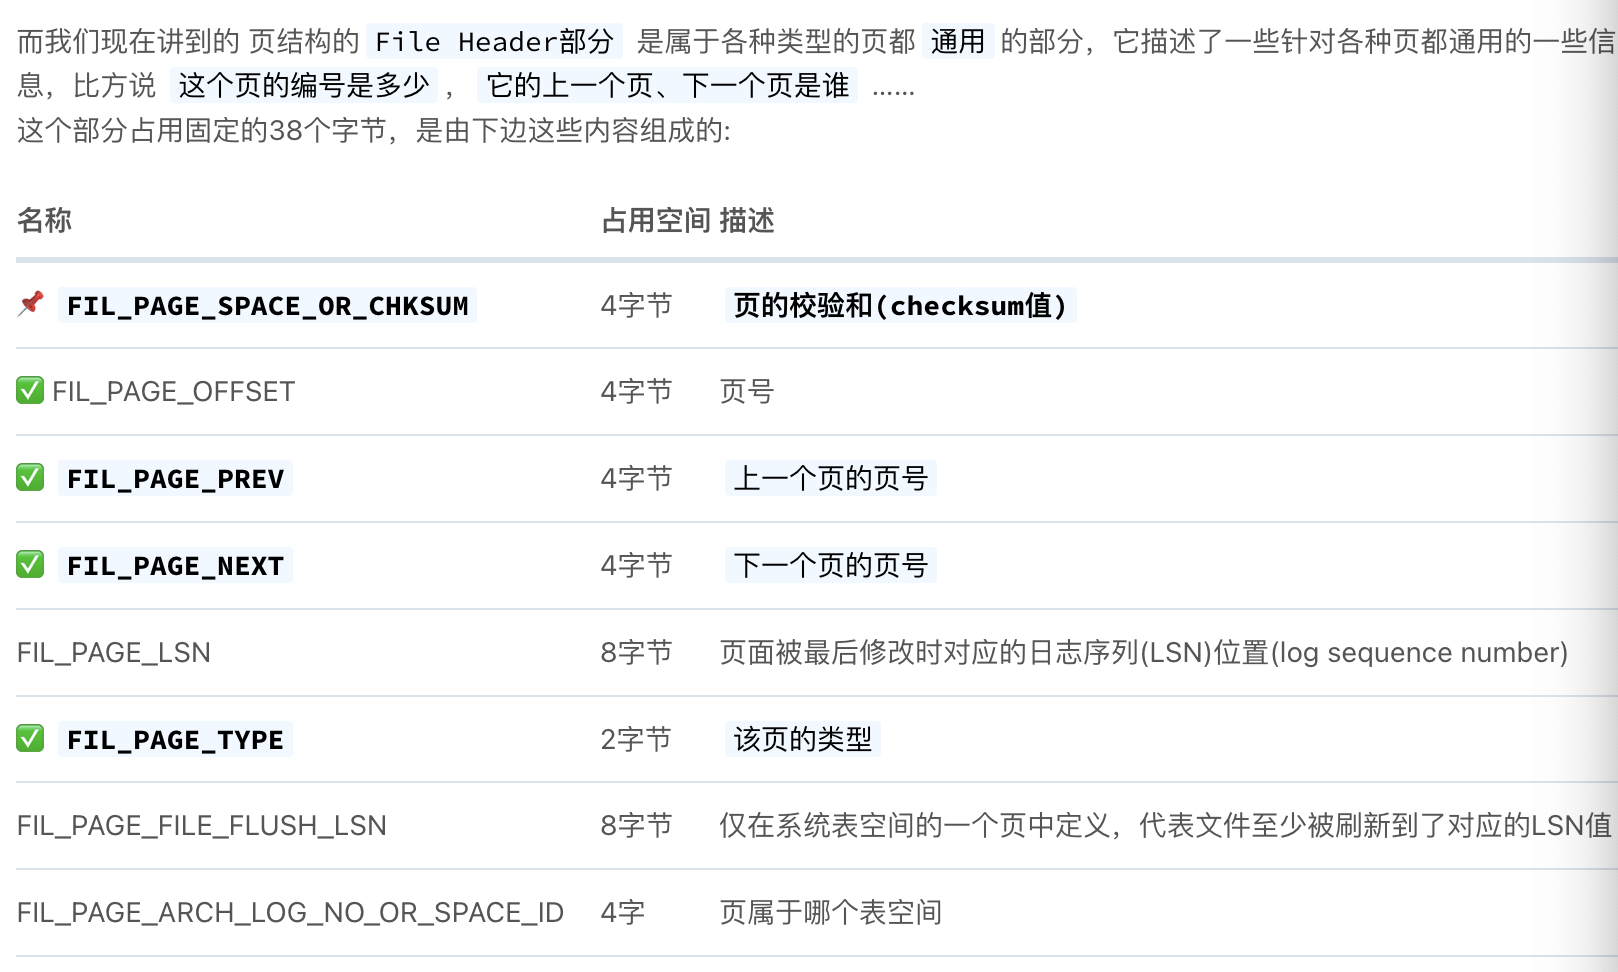 而我们现在讲到的 页结构的 File Header部分 是属于各种类型的页都 通用 的部分，它描述了一些针对各种页都通用的一些信
息，比方说 这个页的编号是多少 ， 它的上一个页、下一个页是谁 ……
这个部分占用固定的38个字节，是由下边这些内容组成的:
名称 占用空间 描述
📌 FIL_PAGE_SPACE_OR_CHKSUM 4字节 页的校验和(checksum值)
✅ FIL_PAGE_OFFSET 4字节 页号
✅ FIL_PAGE_PREV 4字节 上一个页的页号
✅ FIL_PAGE_NEXT 4字节 下一个页的页号
FIL_PAGE_LSN 8字节 页面被最后修改时对应的日志序列(LSN)位置(log sequence number)
✅ FIL_PAGE_TYPE 2字节 该页的类型
FIL_PAGE_FILE_FLUSH_LSN 8字节 仅在系统表空间的一个页中定义，代表文件至少被刷新到了对应的LSN值
FIL_PAGE_ARCH_LOG_NO_OR_SPACE_ID 4字 页属于哪个表空间